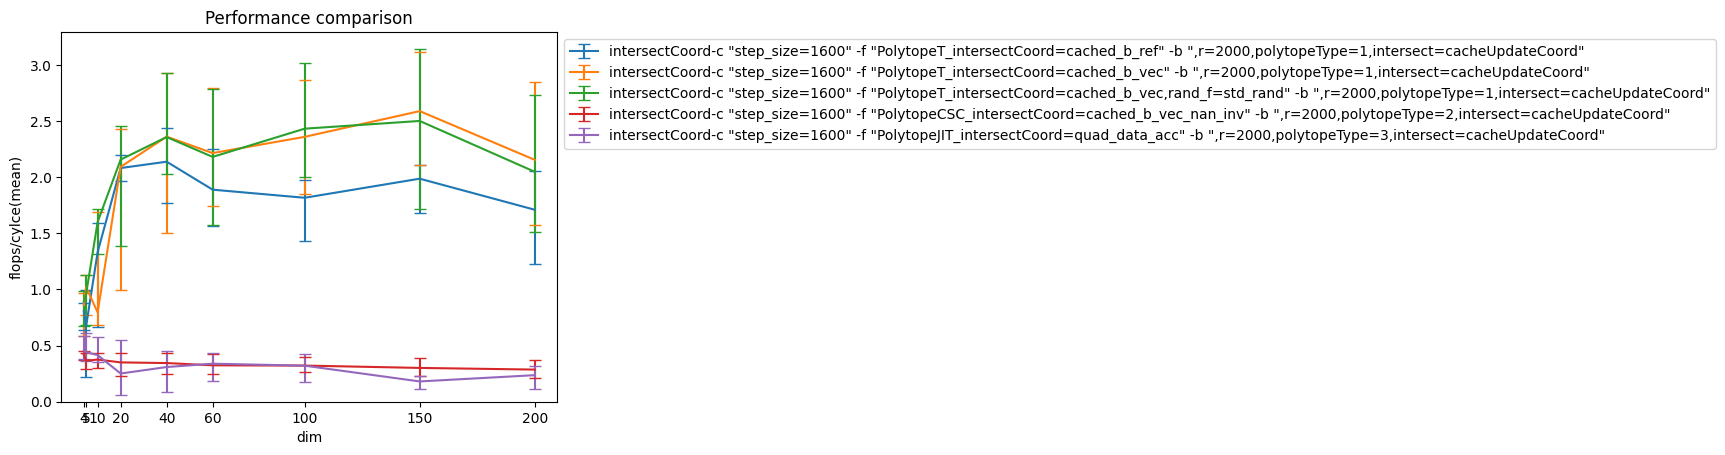 Performance comparison
intersectCoord-c "step_size=1600" -f "PolytopeT_intersectCoord=cached_b_ref" -b ",r=2000,polytopeType=1,intersect=cacheUpdateCoord"
intersectCoord-c "step_size=1600" -f "PolytopeT_intersectCoord=cached_b_vec" -b ",r=2000,polytopeType=1,intersect=cacheUpdateCoord"
intersectCoord-c "step_size=1600" -f "PolytopeT_intersectCoord=cached_b_vec,rand_f=std_rand" -b ",r=2000,polytopeType=1,intersect=cacheUpdateCoord"
intersectCoord-c "step_size=1600" -f "PolytopeCSC_intersectCoord=cached_b_vec_nan_inv" -b ",r=2000,polytopeType=2,intersect=cacheUpdateCoord"
intersectCoord-c "step_size=1600" -f "PolytopeJIT_intersectCoord=quad_data_acc" -b ",r=2000,polytopeType=3,intersect=cacheUpdateCoord"
flops/cylce(mean)
3.0
2.5
2.0
1.5
1.0
0.5
0.0
4 5 10 20 40 60 100 150 200
dim